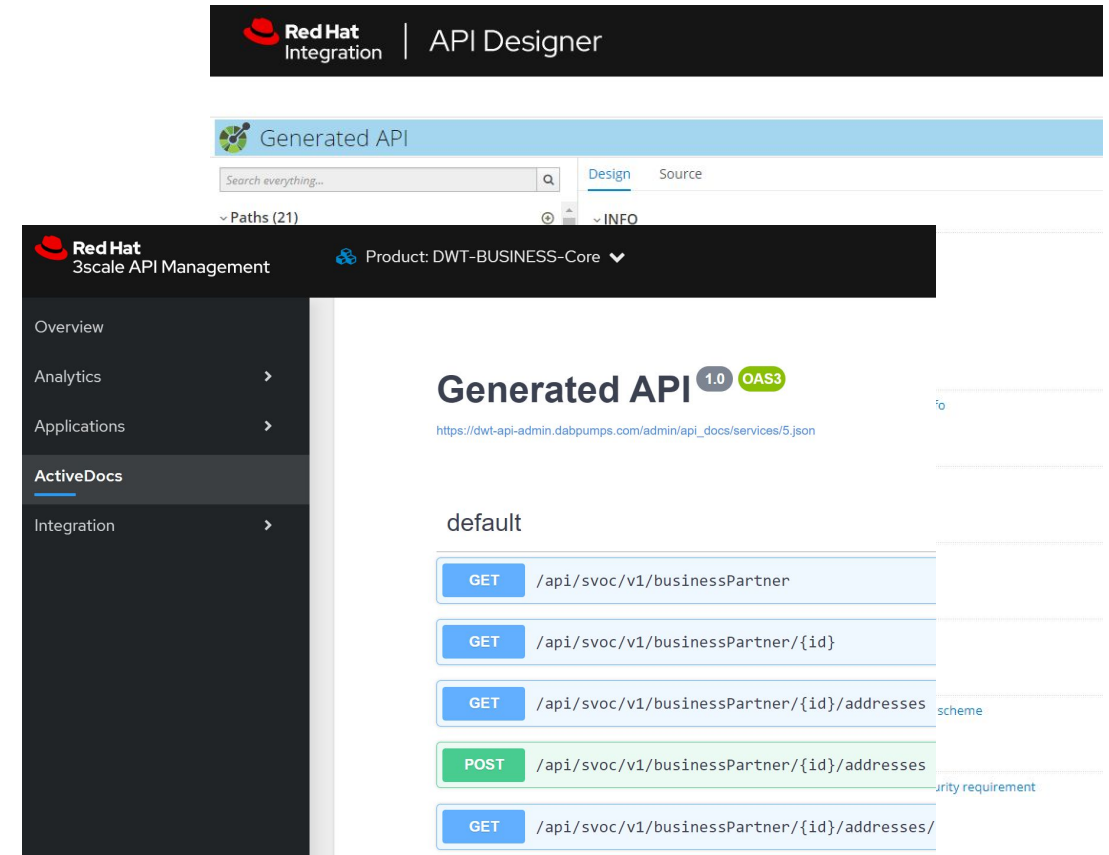 Red Hat
Integration
API Designer
Generated API
Search everything...
Design
Source
Paths (21)
INFO
Red Hat
3scale API Management
Product: DWT-BUSINESS-Core
Overview
Analytics
Applications
ActiveDocs
Integration
Generated API 1.0 OAS3
https://dwt-api-admin.dabpumps.com/admin/api_docs/services/5.json
default
GET /api/svoc/v1/businessPartner
GET /api/svoc/v1/businessPartner/{id}
GET /api/svoc/v1/businessPartner/{id}/addresses
POST /api/svoc/v1/businessPartner/{id}/addresses
GET /api/svoc/v1/businessPartner/{id}/addresses/
scheme
requirement